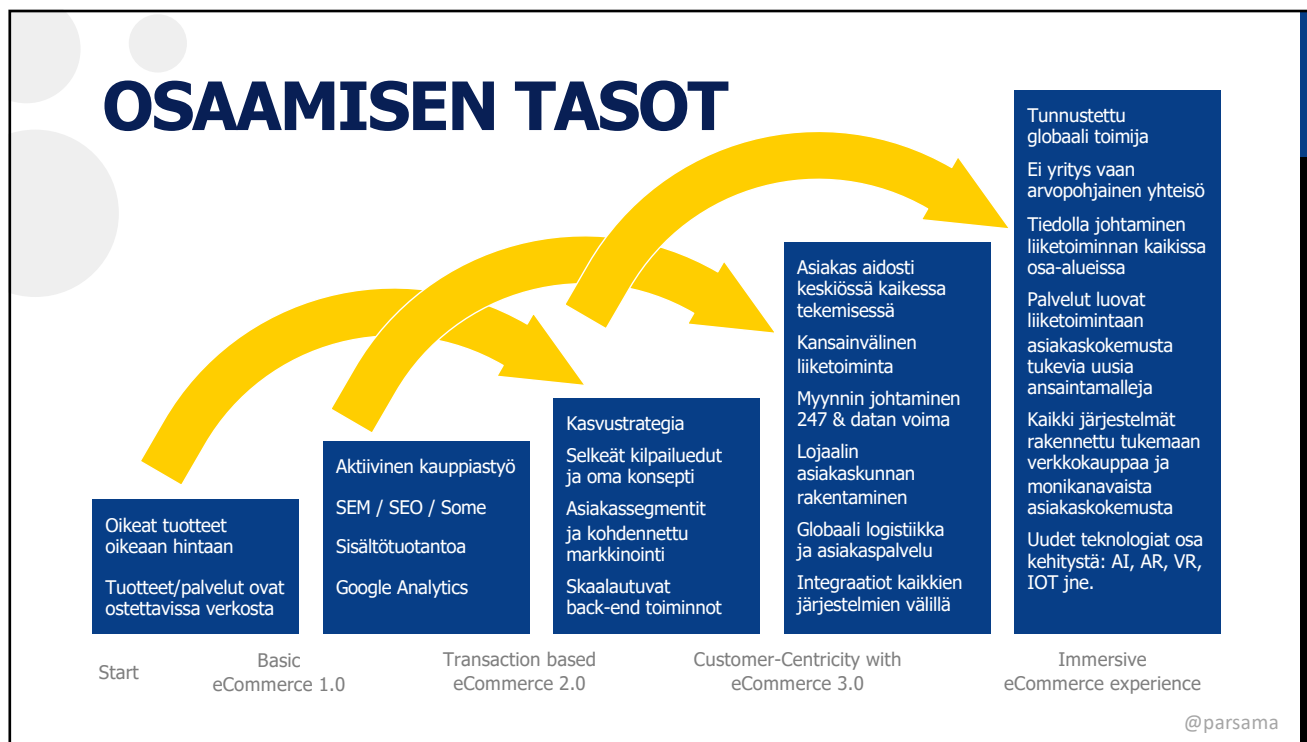 OSAAMISEN TASOT
Oikeat tuotteet
oikeaan hintaan
Tuotteet/palvelut ovat
ostettavissa verkosta
Aktiivinen kauppiastyö
SEM / SEO / Some
Sisältötuotantoa
Google Analytics
Kasvustrategia
Selkeät kilpailuedut
ja oma konsepti
Asiakassegmentit
ja kohdennettu
markkinointi
Skaalautuvat
back-end toiminnot
Asiakas aidosti
keskiössä kaikessa
tekemisessä
Kansainvälinen
liiketoiminta
Myynnin johtaminen
247 & datan voima
Lojaalin
asiakaskunnan
rakentaminen
Globaali logistiikka
ja asiakaspalvelu
Integraatiot kaikkien
järjestelmien välillä
Tunnustettu
globaali toimija
Ei yritys vaan
arvopohjainen yhteisö
Tiedolla johtaminen
liiketoiminnan kaikissa
osa-alueissa
Palvelut luovat
liiketoimintaan
asiakaskokemusta
tukevia uusia
ansaintamalleja
Kaikki järjestelmät
rakennettu tukemaan
verkkokauppaa ja
monikanavaista
asiakaskokemusta
Uudet teknologiat osa
kehitystä: AI, AR, VR,
IOT jne.
Start
Basic
eCommerce 1.0
Transaction based
eCommerce 2.0
Customer-Centricity with
eCommerce 3.0
Immersive
eCommerce experience
@parsama